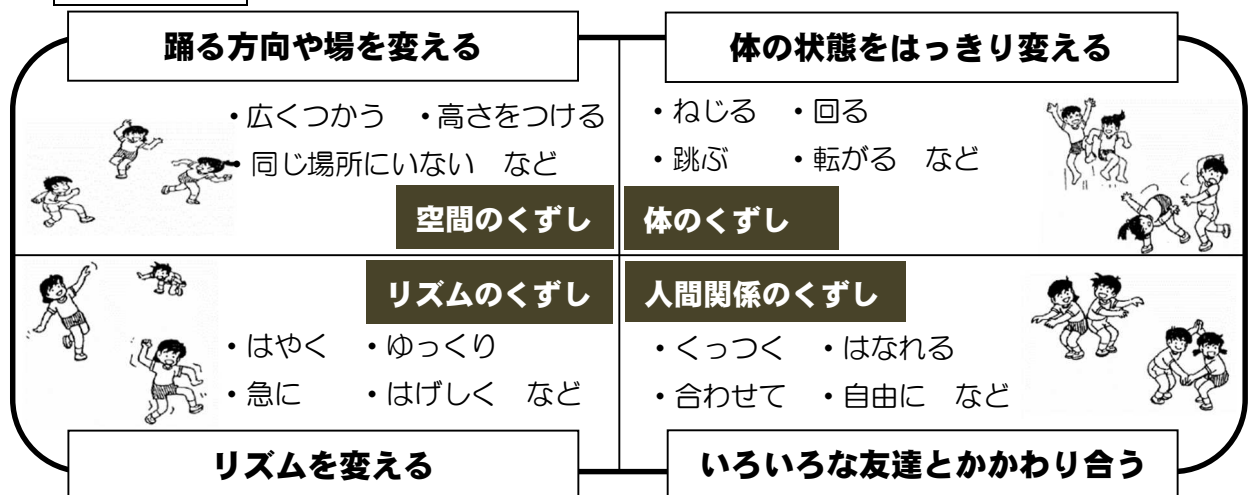 踊る方向や場を変える
・広くつかう　・高さをつける
・同じ場所にいない　など
空間のくずし
体の状態をはっきり変える
・ねじる　・回る
・跳ぶ　・転がる　など
体のくずし
リズムのくずし
・はやく　・ゆっくり
・急に　・はげしく　など
リズムを変える
人間関係のくずし
・くっつく　・はなれる
・合わせて　・自由に　など
いろいろな友達とかかわり合う